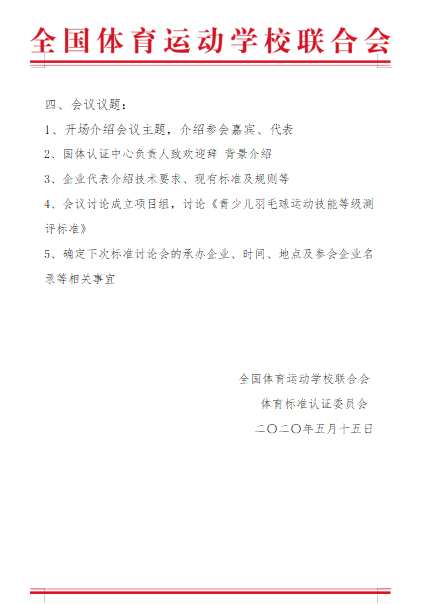 全国体育运动学校联合会
四、会议议题：
1、开场介绍会议主题，介绍参会嘉宾、代表
2、国体认证中心负责人致欢迎辞 背景介绍
3、企业代表介绍技术要求、现有标准及规则等
4、会议讨论成立项目组，讨论《青少儿羽毛球运动技能等级测
评标准》
5、确定下次标准讨论会的承办企业、时间、地点及参会企业名
录等相关事宜
全国体育运动学校联合会
体育标准认证委员会
二〇二〇年五月十五日